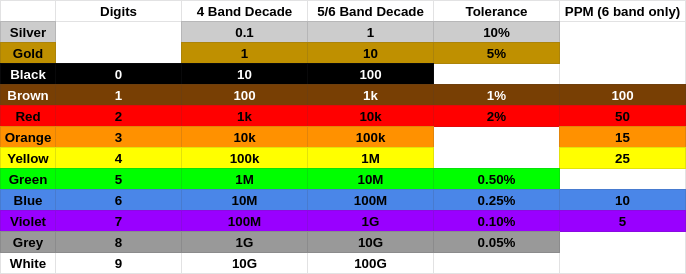 Digits 4 Band Decade 5/6 Band Decade Tolerance PPM (6 band only)
Silver 0.1 1 10%
Gold 1 10 5%
Black 0 10 100
Brown 1 100 1k 1% 100
Red 2 1k 10k 2% 50
Orange 3 10k 100k 15
Yellow 4 100k 1M 25
Green 5 1M 10M 0.50%
Blue 6 10M 100M 0.25% 10
Violet 7 100M 1G 0.10% 5
Grey 8 1G 10G 0.05%
White 9 10G 100G